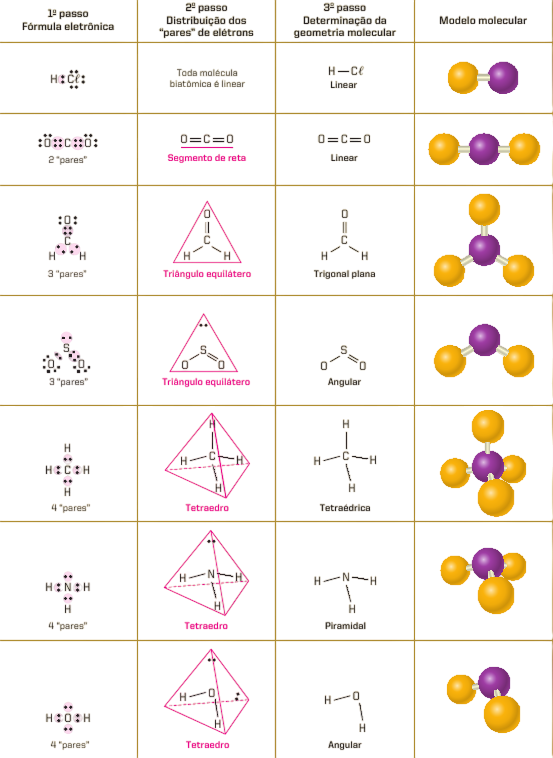 1º passo
Fórmula eletrônica
2º passo
Distribuição dos
“pares” de elétrons
3º passo
Determinação da
geometria molecular
Modelo molecular
H Cℓ
Toda molécula
biatômica é linear
H — Cℓ
Linear
O C O
2 “pares”
O = C = O
Segmento de reta
O = C = O
Linear
O
C
H H
3 “pares”
O
C
H H
Triângulo equilátero
O
C
H H
Trigonal plana
S
O O
3 “pares”
S
O O
Triângulo equilátero
S
O O
Angular
H
H C H
H
4 “pares”
H
H C H
H
Tetraedro
H
H C H
H
Tetraédrica
H N H
H
4 “pares”
H N H
H
Tetraedro
H N H
H
Piramidal
H O H
4 “pares”
H O
H
Tetraedro
H O
H
Angular